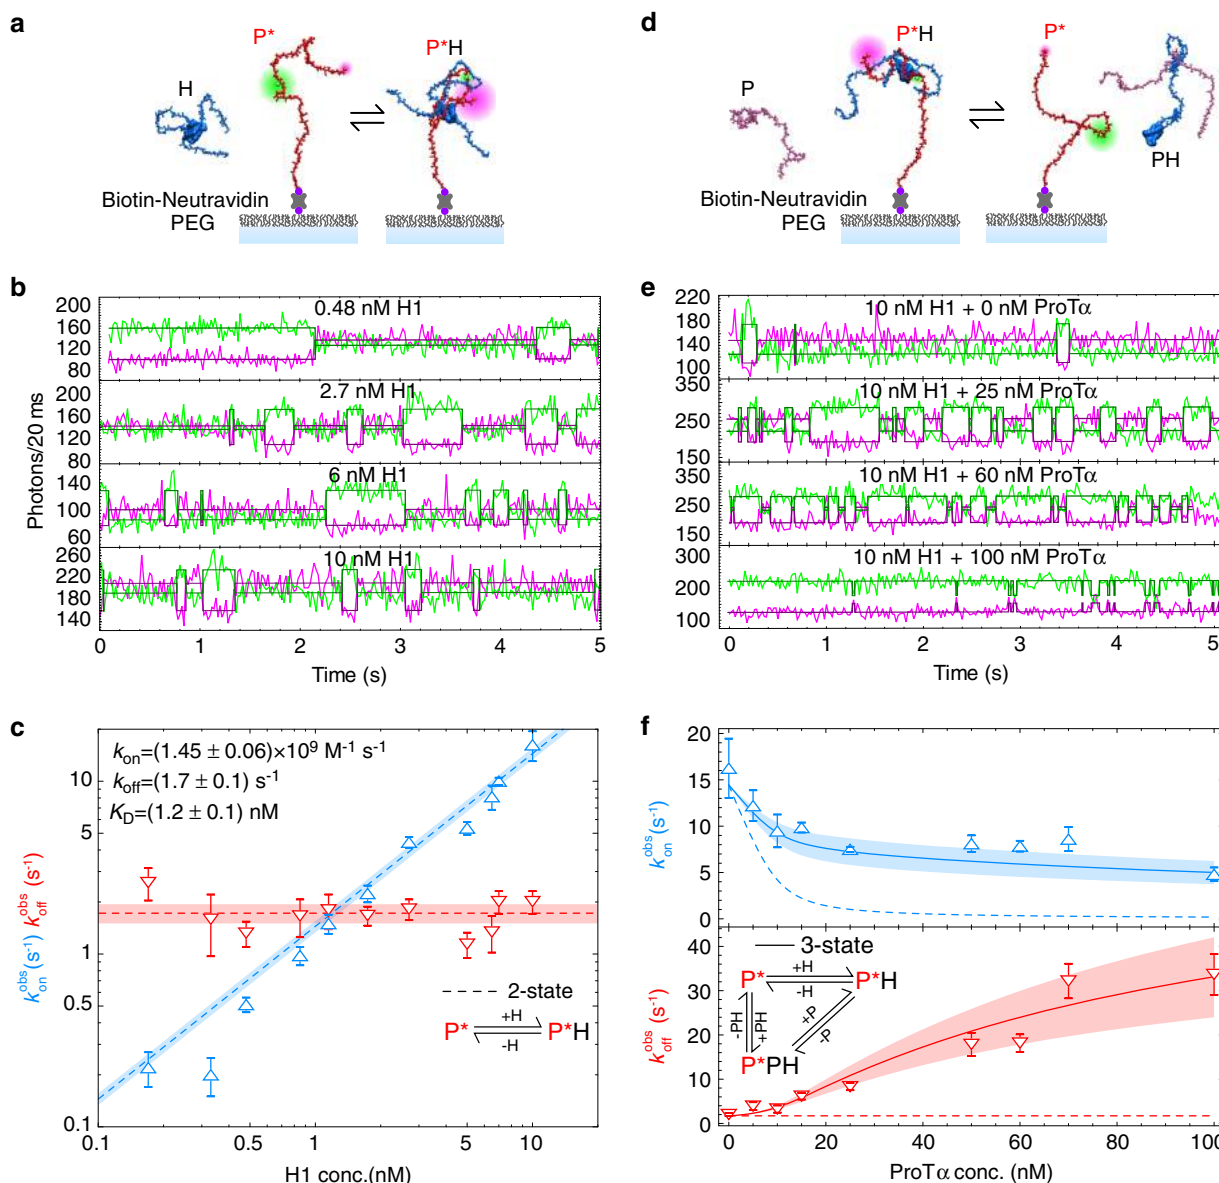 a
P*
H
P*H
Biotin-Neutravidin
PEG
b
Photons/20 ms
200
160
120
80
0.48 nM H1
200
160
120
80
2.7 nM H1
140
100
60
6 nM H1
260
220
180
140
10 nM H1
0 1 2 3 4 5
Time (s)
c
kon=(1.45 ± 0.06)×10⁹ M⁻¹ s⁻¹
koff=(1.7 ± 0.1) s⁻¹
KD=(1.2 ± 0.1) nM
kon^obs (s⁻¹) koff^obs (s⁻¹)
10
5
1
0.5
0.1
2-state
P* +H -H P*H
0.1 0.5 1 5 10
H1 conc.(nM)
d
P
P*H
P*
PH
Biotin-Neutravidin
PEG
e
220
180
140
100
10 nM H1 + 0 nM ProTα
350
250
150
10 nM H1 + 25 nM ProTα
350
250
150
10 nM H1 + 60 nM ProTα
300
200
100
10 nM H1 + 100 nM ProTα
0 1 2 3 4 5
Time (s)
f
kon^obs(s⁻¹)
20
15
10
5
0
koff^obs (s⁻¹)
40
30
20
10
0
3-state
P* +H -H P*H
-PH +PH +P -P
P*PH
0 20 40 60 80 100
ProTα conc. (nM)